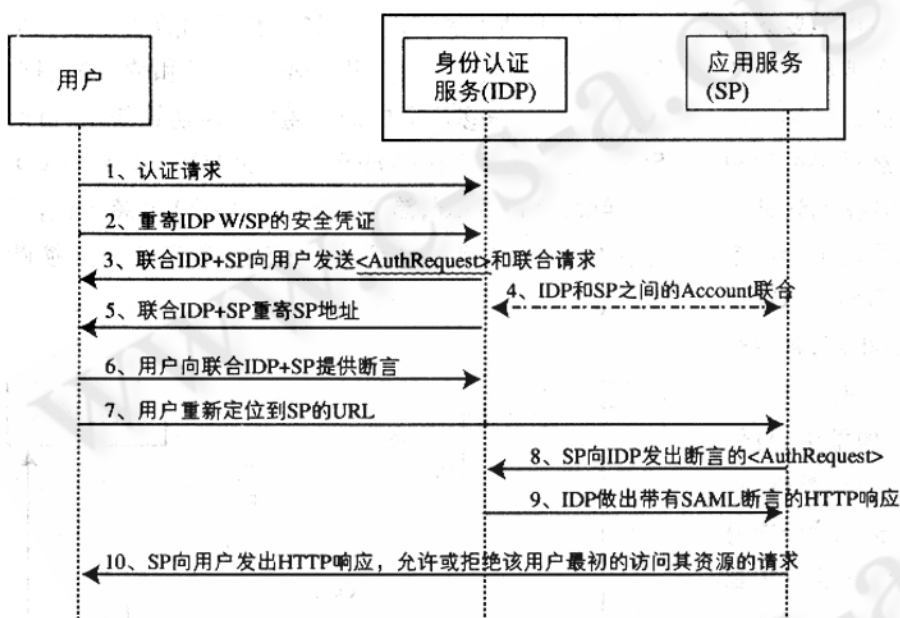 用户
身份认证
服务(IDP)
应用服务
(SP)
1、认证请求
2、重寄IDP W/SP的安全凭证
3、联合IDP+SP向用户发送<AuthRequest>和联合请求
4、IDP和SP之间的Account联合
5、联合IDP+SP重寄SP地址
6、用户向联合IDP+SP提供断言
7、用户重新定位到SP的URL
8、SP向IDP发出断言的<AuthRequest>
9、IDP做出带有SAML断言的HTTP响应
10、SP向用户发出HTTP响应，允许或拒绝该用户最初的访问其资源的请求
www.c-s-a.org